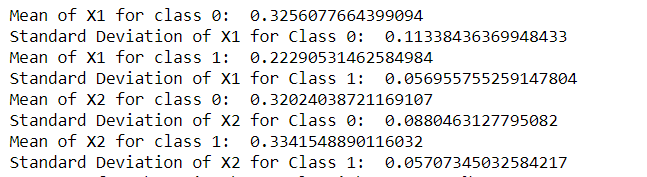 Mean of X1 for class 0:  0.3256077664399094
Standard Deviation of X1 for Class 0:  0.11338436369948433
Mean of X1 for class 1:  0.22290531462584984
Standard Deviation of X1 for Class 1:  0.056955755259147804
Mean of X2 for class 0:  0.32024038721169107
Standard Deviation of X2 for Class 0:  0.0880463127795082
Mean of X2 for class 1:  0.3341548890116032
Standard Deviation of X2 for Class 1:  0.05707345032584217